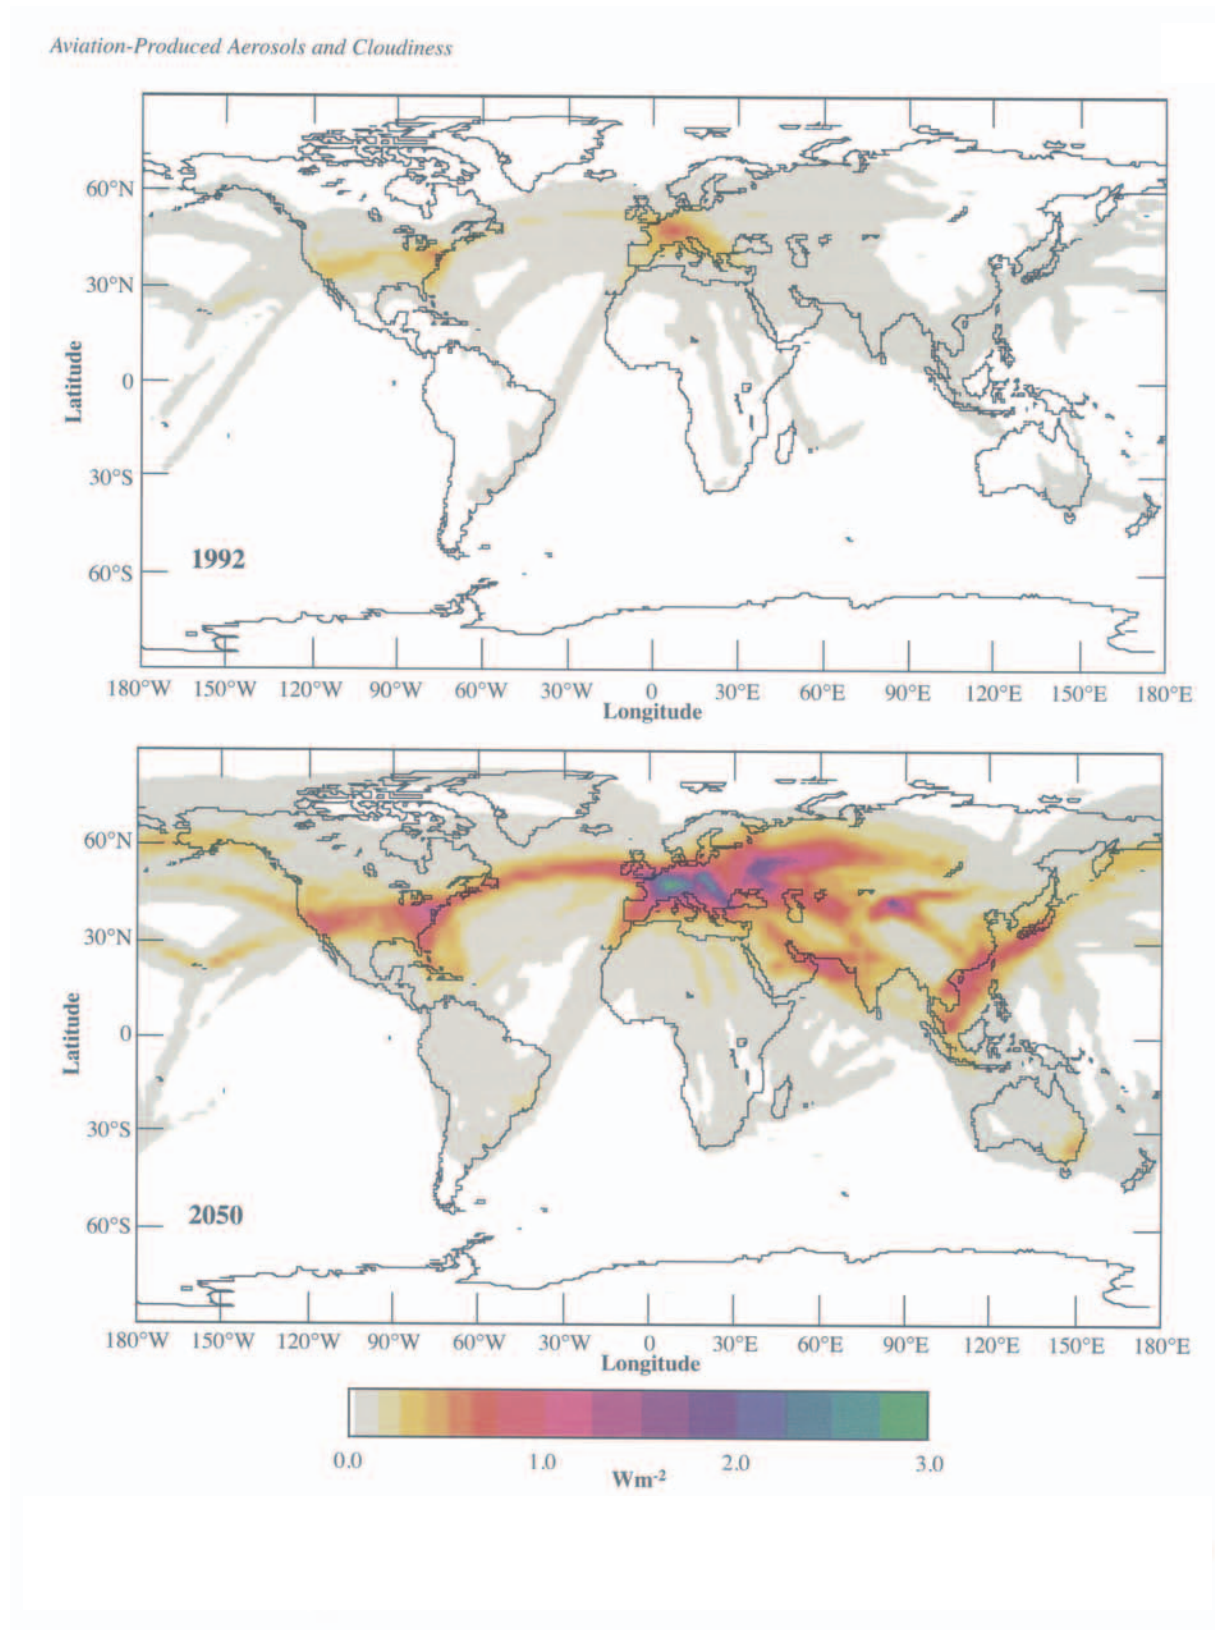 Aviation-Produced Aerosols and Cloudiness
60°N
30°N
0
30°S
60°S
Latitude
1992
180°W 150°W 120°W 90°W 60°W 30°W 0 30°E 60°E 90°E 120°E 150°E 180°E
Longitude
60°N
30°N
0
30°S
60°S
Latitude
2050
180°W 150°W 120°W 90°W 60°W 30°W 0 30°E 60°E 90°E 120°E 150°E 180°E
Longitude
0.0 1.0 2.0 3.0
Wm-2